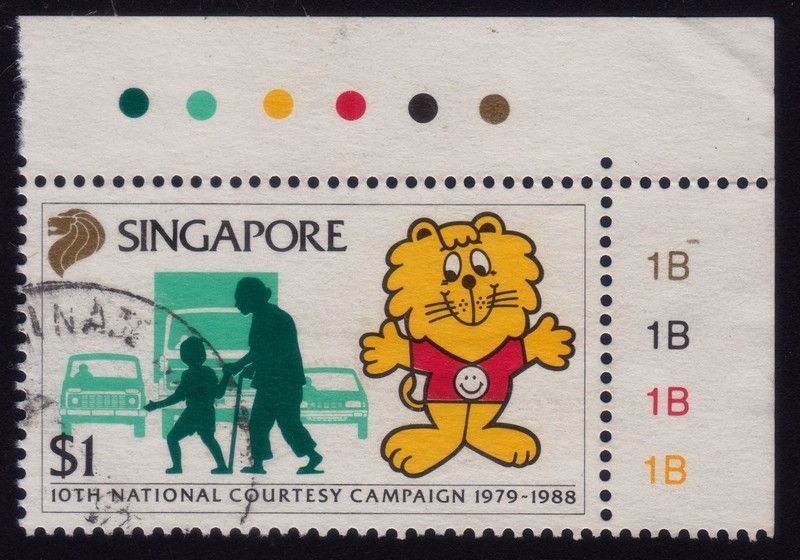 SINGAPORE
$1
10TH NATIONAL COURTESY CAMPAIGN 1979-1988
1B
1B
1B
1B